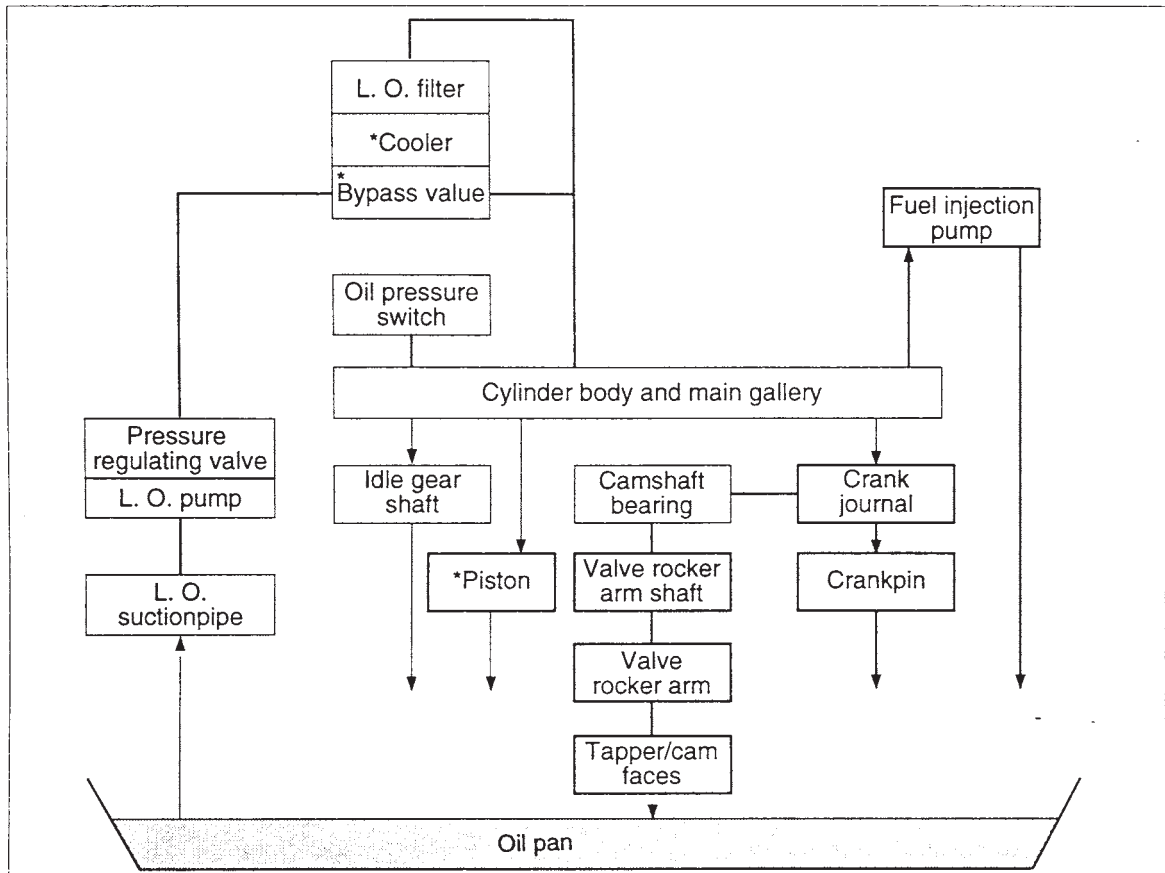 L. O. filter
*Cooler
*
Bypass value
Fuel injection
pump
Oil pressure
switch
Cylinder body and main gallery
Pressure
regulating valve
L. O. pump
Idle gear
shaft
Camshaft
bearing
Crank
journal
*Piston
Valve rocker
arm shaft
Crankpin
L. O.
suctionpipe
Valve
rocker arm
Tapper/cam
faces
Oil pan